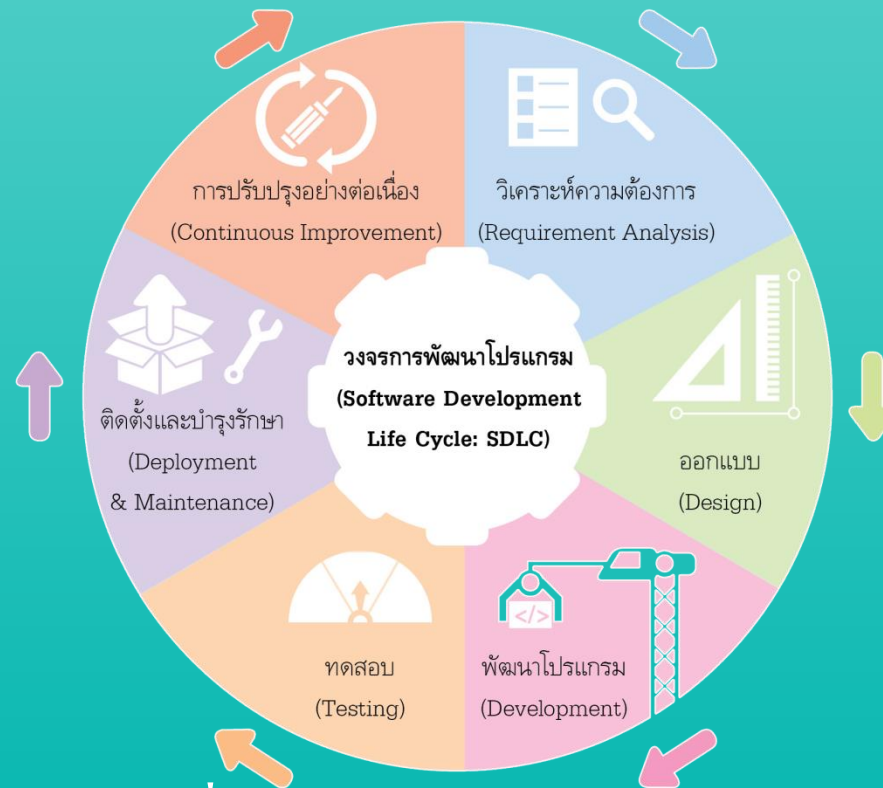 การปรับปรุงอย่างต่อเนื่อง
(Continuous Improvement)
วิเคราะห์ความต้องการ
(Requirement Analysis)
วงจรการพัฒนาโปรแกรม
(Software Development
Life Cycle: SDLC)
ติดตั้งและบำรุงรักษา
(Deployment
& Maintenance)
ออกแบบ
(Design)
</>
ทดสอบ
(Testing)
พัฒนาโปรแกรม
(Development)